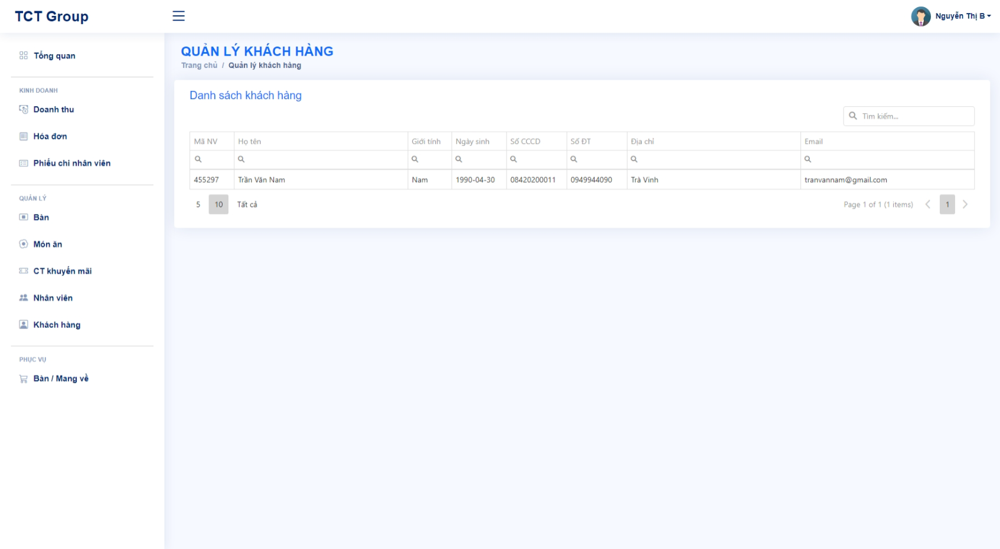 TCT Group
Nguyễn Thị B
Tổng quan
KINH DOANH
Doanh thu
Hóa đơn
Phiếu chi nhân viên
QUẢN LÝ
Bàn
Món ăn
CT khuyến mãi
Nhân viên
Khách hàng
PHỤC VỤ
Bàn / Mang về
QUẢN LÝ KHÁCH HÀNG
Trang chủ / Quản lý khách hàng
Danh sách khách hàng
Tìm kiếm...
Mã NV Họ tên Giới tính Ngày sinh Số CCCD Số ĐT Địa chỉ Email
455297 Trần Văn Nam Nam 1990-04-30 08420200011 0949944090 Trà Vinh tranvannam@gmail.com
5 10 Tất cả Page 1 of 1 (1 items) 1